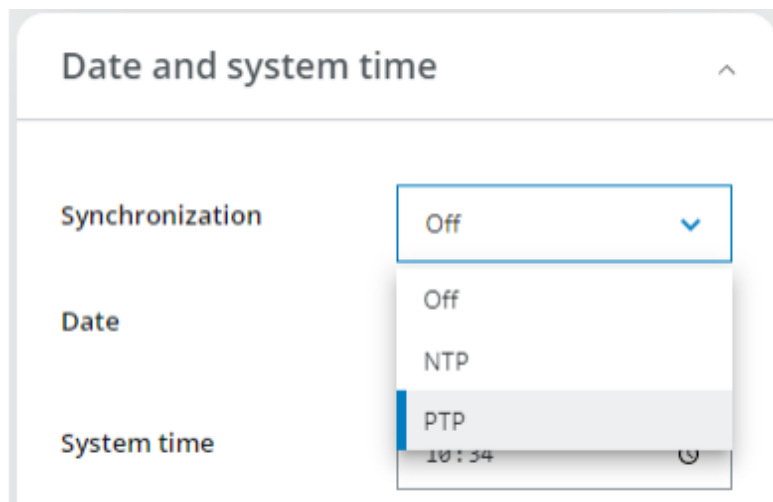 Date and system time
Synchronization
Off
Off
Date
NTP
PTP
System time
10:34